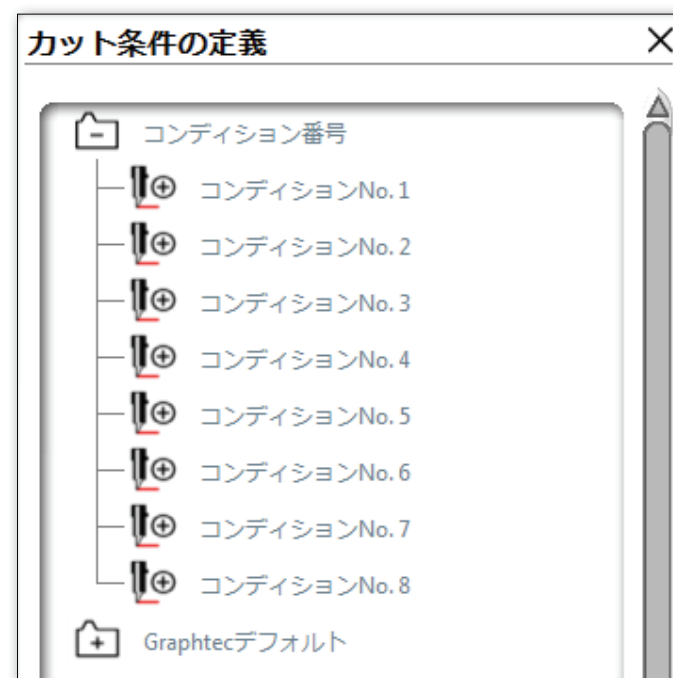 カット条件の定義
コンディション番号
コンディションNo.1
コンディションNo.2
コンディションNo.3
コンディションNo.4
コンディションNo.5
コンディションNo.6
コンディションNo.7
コンディションNo.8
Graphtecデフォルト